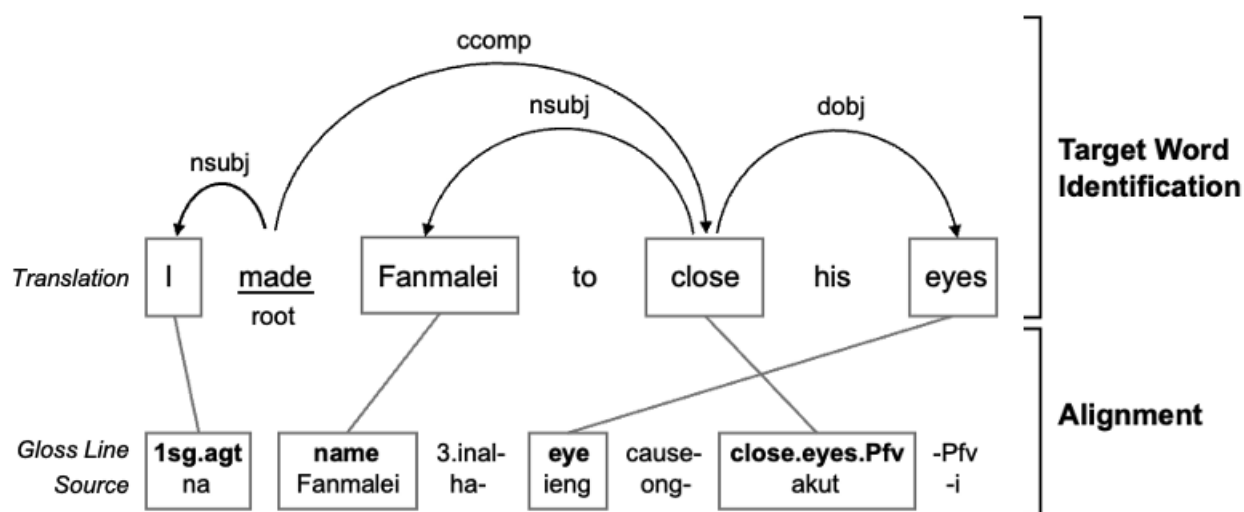 ccomp
nsubj
dobj
nsubj
Target Word
Identification
Translation I made Fanmalei to close his eyes
root
Alignment
Gloss Line 1sg.agt name 3.inal- eye cause- close.eyes.Pfv -Pfv
Source na Fanmalei ha- ieng ong- akut -i